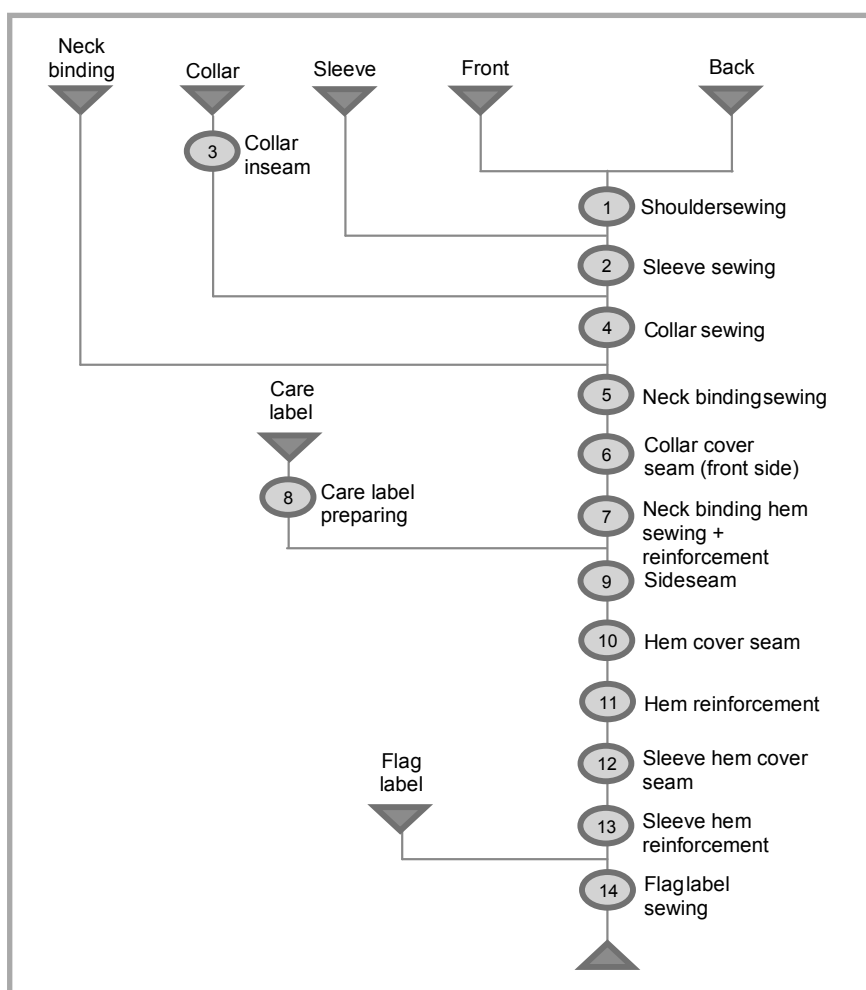 Neck
binding
Collar
Sleeve
Front
Back
3
Collar
inseam
1
Shouldersewing
2
Sleeve sewing
4
Collar sewing
5
Neck bindingsewing
Care
label
6
Collar cover
seam (front side)
8
Care label
preparing
7
Neck binding hem
sewing +
reinforcement
9
Sideseam
10
Hem cover seam
11
Hem reinforcement
12
Sleeve hem cover
seam
Flag
label
13
Sleeve hem
reinforcement
14
Flaglabel
sewing